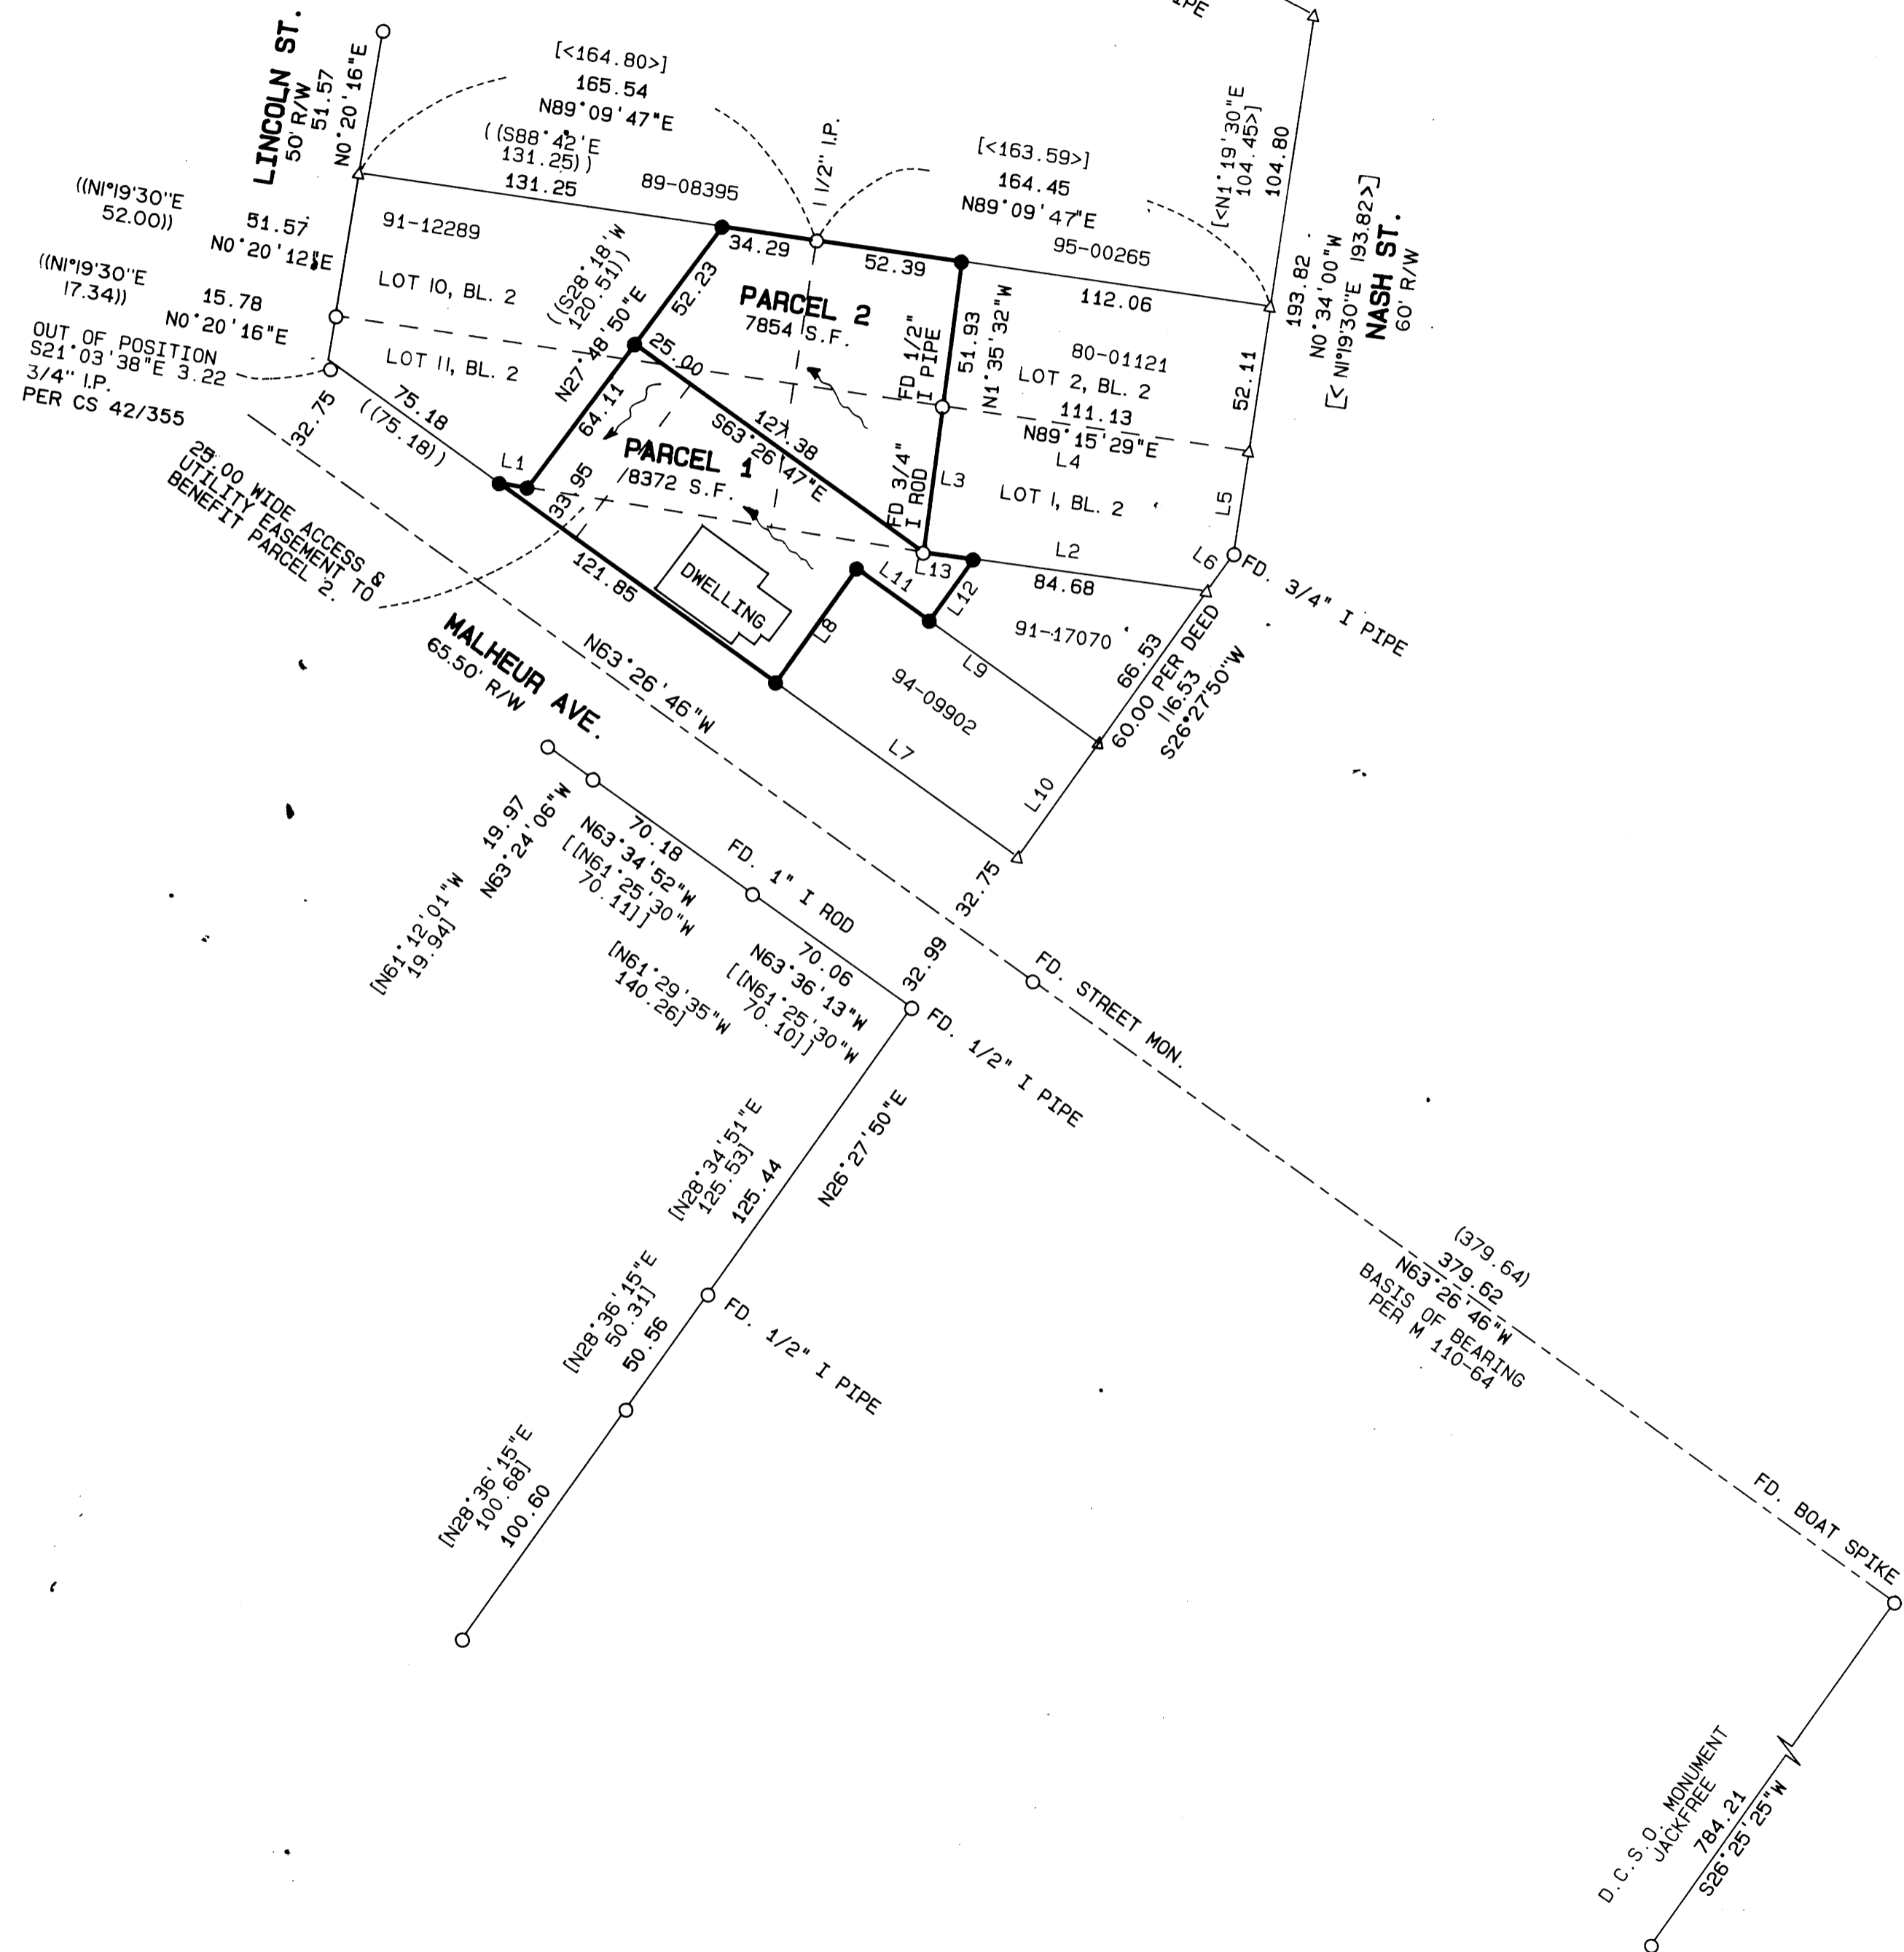 IPE
LINCOLN ST.
50' R/W
51.57
N0°20'16"E
[<164.80>]
165.54
N89°09'47"E
((S88°42'E
131.25))
131.25
89-08395
1 1/2" I.P.
[<163.59>]
164.45
N89°09'47"E
95-00265
[<N1°19'30"E
104.45>]
104.80
193.82
N0°34'00"W
[< N1°19'30"E 193.82>]
NASH ST.
60' R/W
((N1°19'30"E
52.00))
51.57
N0°20'12"E
((N1°19'30"E
17.34))
15.78
N0°20'16"E
OUT OF POSITION
S21°03'38"E 3.22
3/4" I.P.
PER CS 42/355
91-12289
LOT 10, BL. 2
LOT 11, BL. 2
((S28°18'W
120.51))
N27°48'50"E
52.23
64.11
34.29
52.39
112.06
PARCEL 2
7854 S.F.
FD 1/2"
I PIPE
51.93
N1°35'32"W
80-01121
LOT 2, BL. 2
111.13
N89°15'29"E
L4
LOT 1, BL. 2
52.11
L5
25.00
127.38
S63°26'47"E
PARCEL 1
8372 S.F.
33.95
FD 3/4"
I ROD
L3
32.75
75.18
((75.18))
L1
25.00 WIDE ACCESS &
UTILITY EASEMENT TO
BENEFIT PARCEL 2.
121.85
DWELLING
L8
L11
L13
L12
L2
84.68
L6
FD. 3/4" I PIPE
91-17070
66.53
60.00 PER DEED
116.53
S26°27'50"W
L9
94-09902
L7
L10
MALHEUR AVE.
65.50' R/W
N63°26'46"W
19.97
N63°24'06"W
[N61°12'01"W
19.94]
70.18
N63°34'52"W
[[N61°25'30"W
70.11]]
FD. 1" I ROD
[N61°29'35"W
140.26]
70.06
N63°36'13"W
[[N61°25'30"W
70.10]]
32.75
32.99
FD. STREET MON.
FD. 1/2" I PIPE
[N28°34'51"E
125.53]
125.44
N26°27'50"E
[N28°36'15"E
50.31]
50.56
FD. 1/2" I PIPE
[N28°36'15"E
100.68]
100.60
(379.64)
379.62
N63°26'46"W
BASIS OF BEARING
PER M 110-64
FD. BOAT SPIKE
D.C.S.O. MONUMENT
JACKFREE
784.21
S26°25'25"W